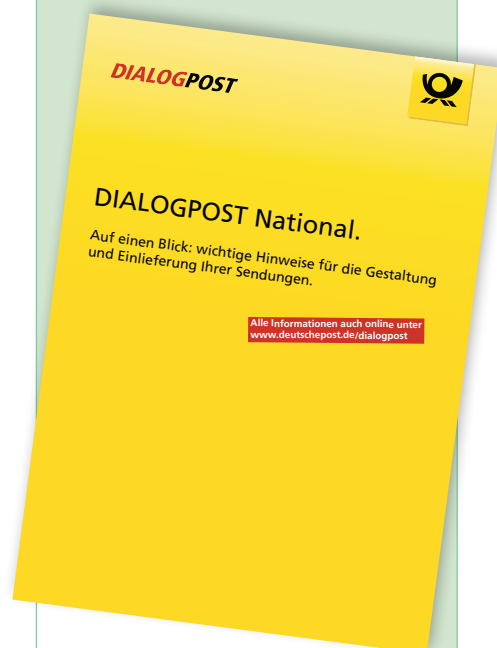 DIALOGPOST
DIALOGPOST National.
Auf einen Blick: wichtige Hinweise für die Gestaltung
und Einlieferung Ihrer Sendungen.
Alle Informationen auch online unter
www.deutschepost.de/dialogpost